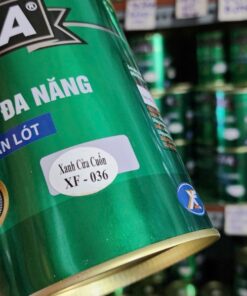 A®
ĐA NĂNG
N LÓT
Xanh Cửa Cuốn
XF - 036